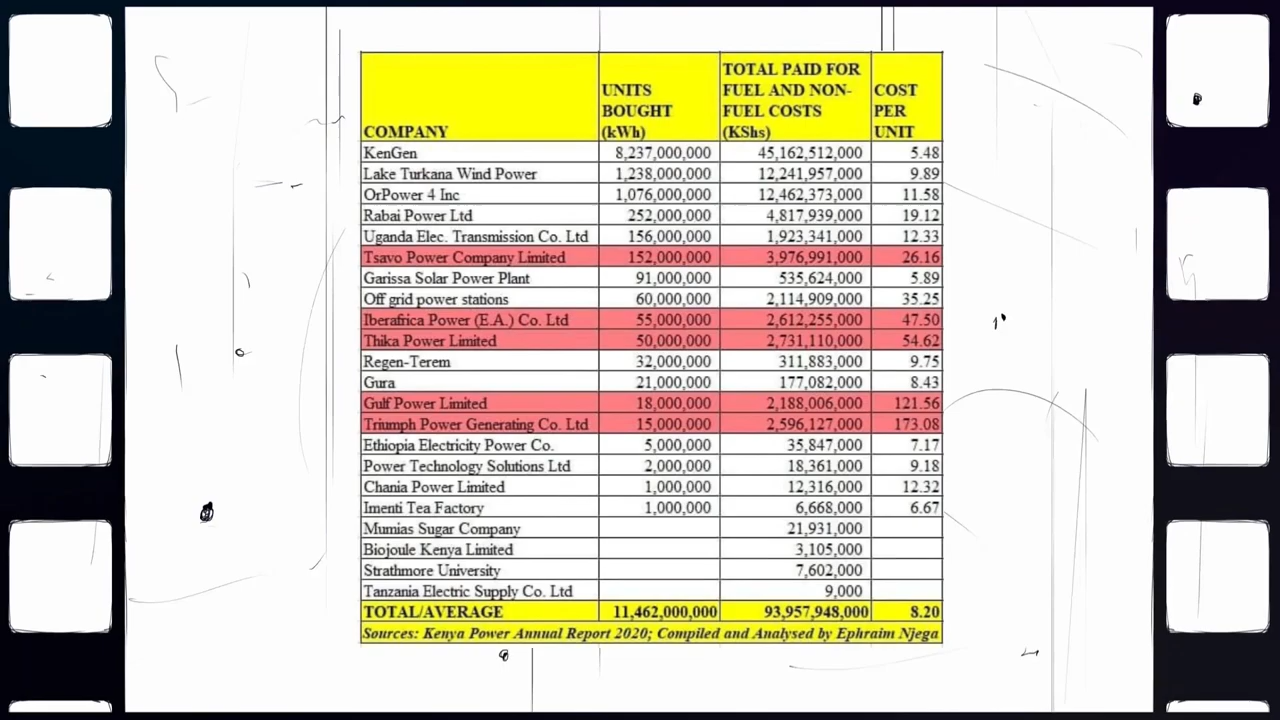 COMPANY UNITS BOUGHT (kWh) TOTAL PAID FOR FUEL AND NON-FUEL COSTS (KShs) COST PER UNIT
KenGen 8,237,000,000 45,162,512,000 5.48
Lake Turkana Wind Power 1,238,000,000 12,241,957,000 9.89
OrPower 4 Inc 1,076,000,000 12,462,373,000 11.58
Rabai Power Ltd 252,000,000 4,817,939,000 19.12
Uganda Elec. Transmission Co. Ltd 156,000,000 1,923,341,000 12.33
Tsavo Power Company Limited 152,000,000 3,976,991,000 26.16
Garissa Solar Power Plant 91,000,000 535,624,000 5.89
Off grid power stations 60,000,000 2,114,909,000 35.25
Iberafrica Power (E.A.) Co. Ltd 55,000,000 2,612,255,000 47.50
Thika Power Limited 50,000,000 2,731,110,000 54.62
Regen-Terem 32,000,000 311,883,000 9.75
Gura 21,000,000 177,082,000 8.43
Gulf Power Limited 18,000,000 2,188,006,000 121.56
Triumph Power Generating Co. Ltd 15,000,000 2,596,127,000 173.08
Ethiopia Electricity Power Co. 5,000,000 35,847,000 7.17
Power Technology Solutions Ltd 2,000,000 18,361,000 9.18
Chania Power Limited 1,000,000 12,316,000 12.32
Imenti Tea Factory 1,000,000 6,668,000 6.67
Mumias Sugar Company 21,931,000
Biojoule Kenya Limited 3,105,000
Strathmore University 7,602,000
Tanzania Electric Supply Co. Ltd 9,000
TOTAL/AVERAGE 11,462,000,000 93,957,948,000 8.20
Sources: Kenya Power Annual Report 2020; Compiled and Analysed by Ephraim Njega